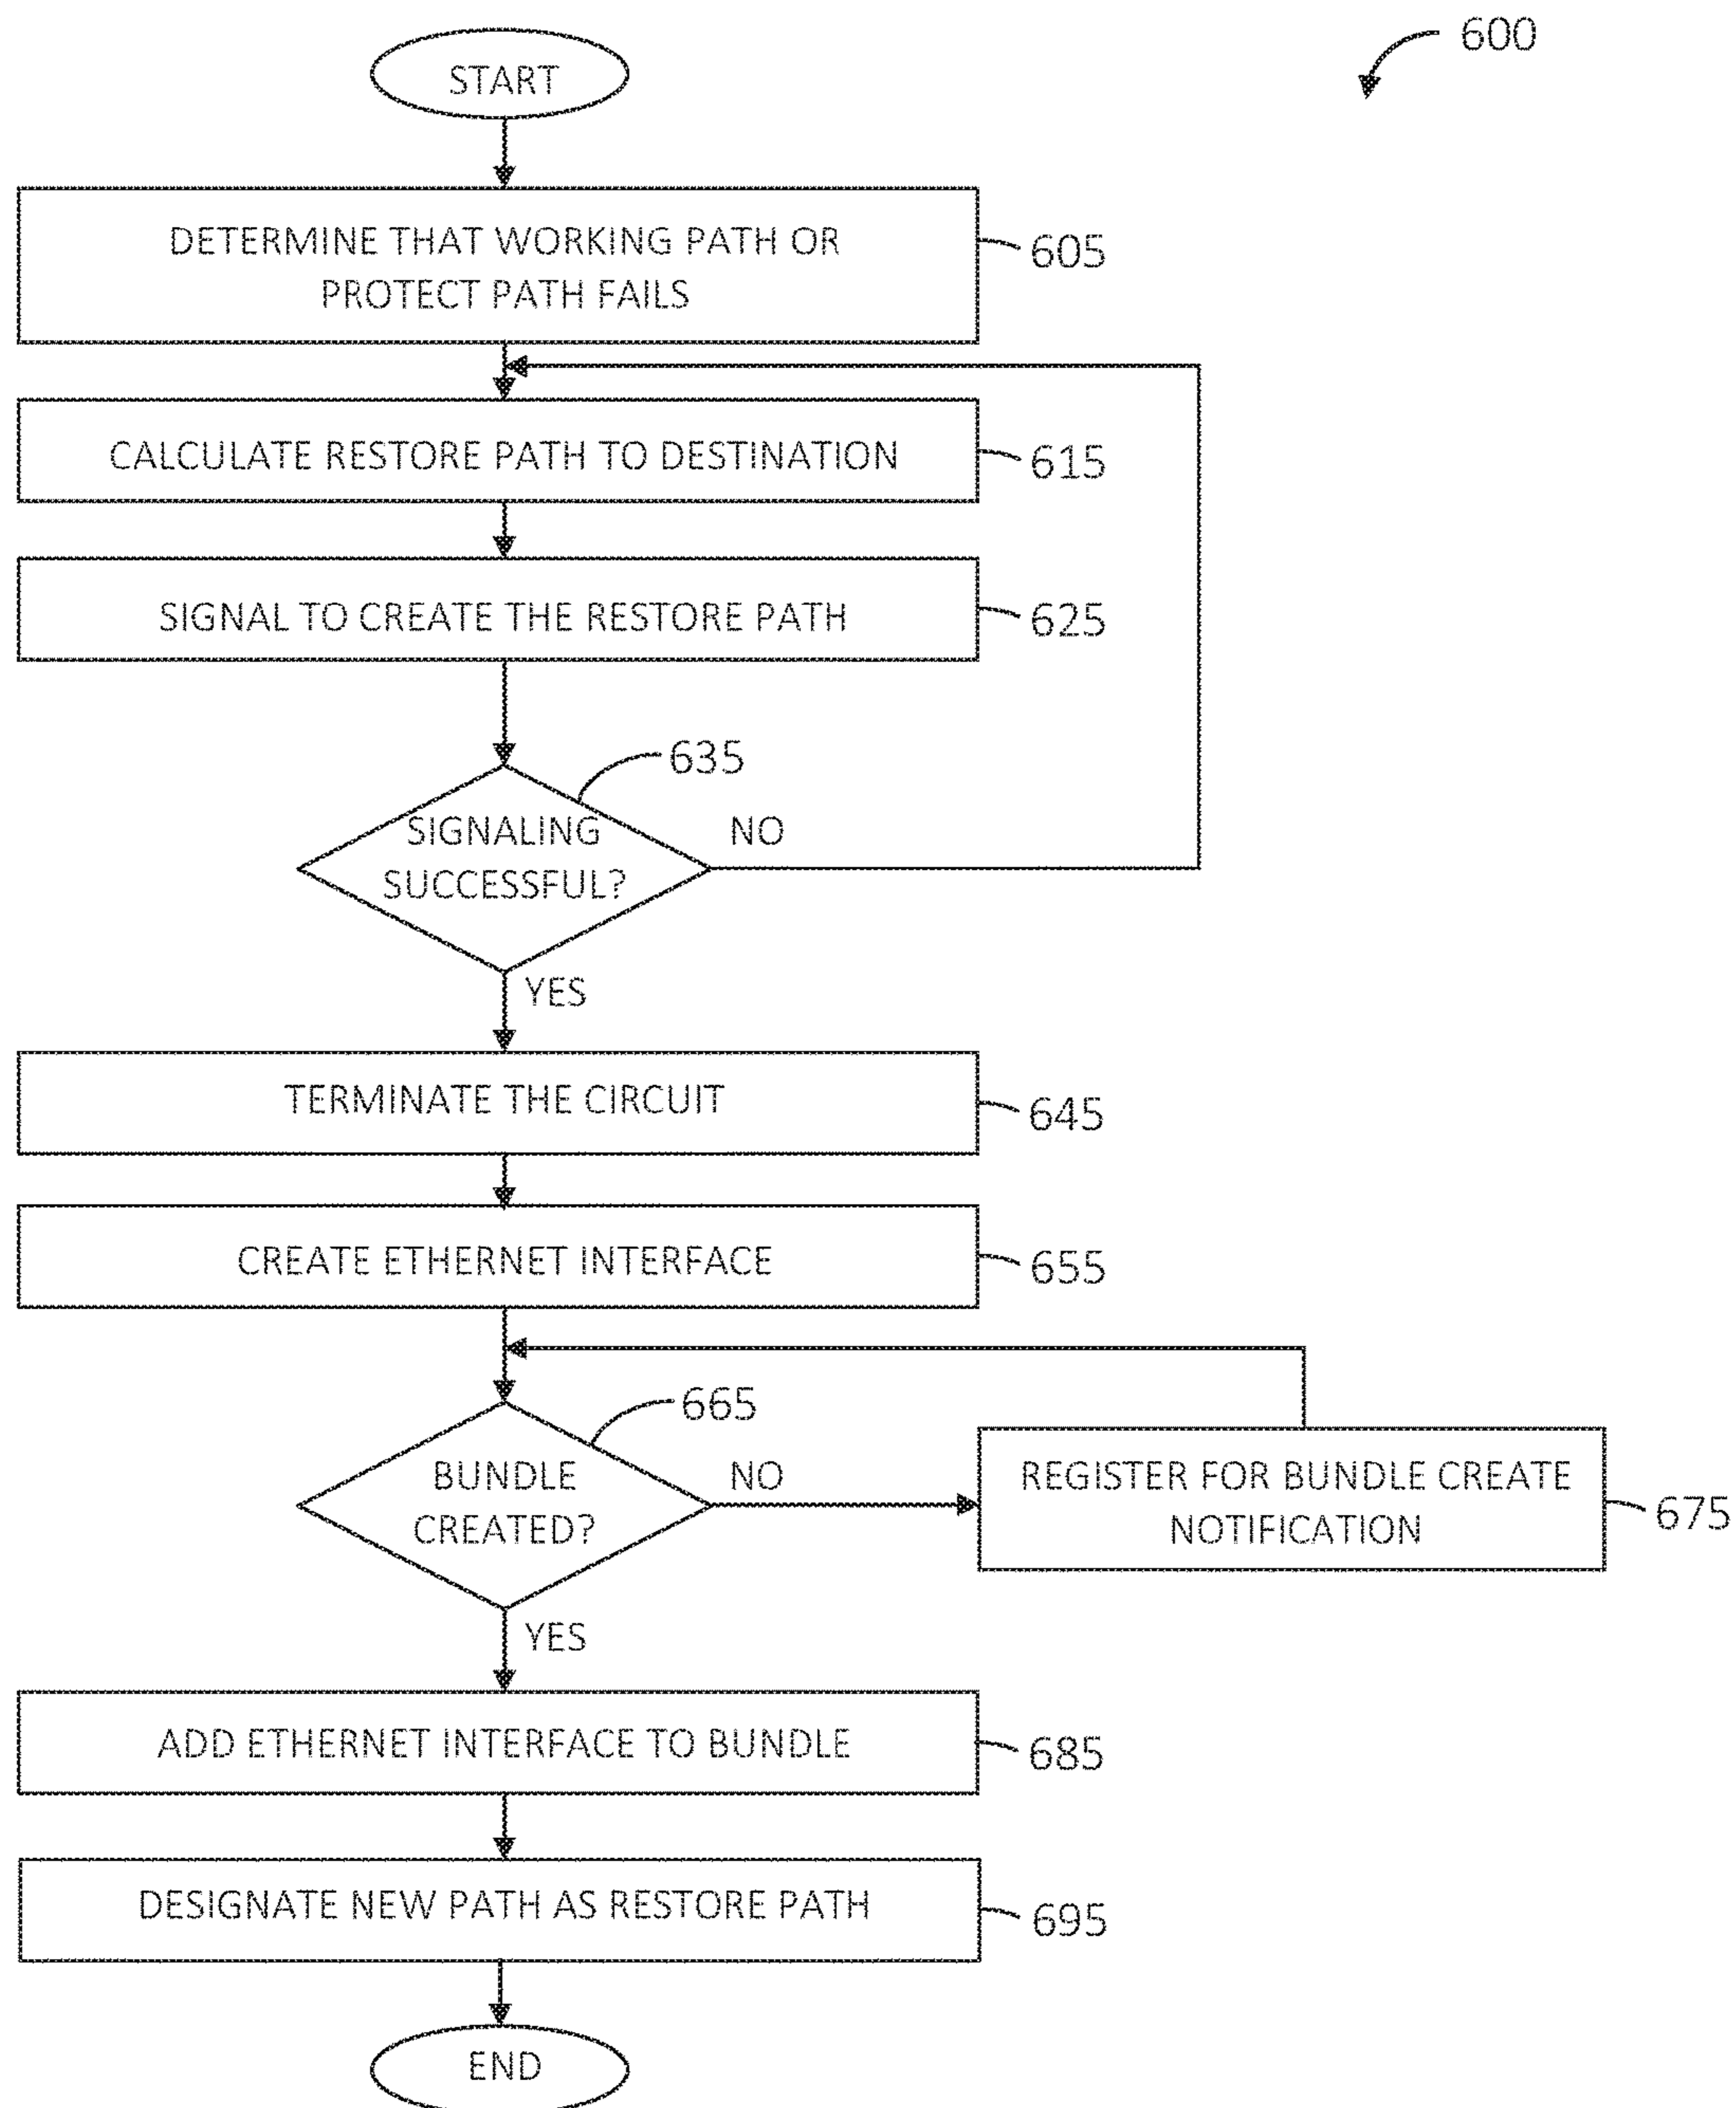 600
START
DETERMINE THAT WORKING PATH OR
PROTECT PATH FAILS
605
CALCULATE RESTORE PATH TO DESTINATION
615
SIGNAL TO CREATE THE RESTORE PATH
625
635
SIGNALING
SUCCESSFUL?
NO
YES
TERMINATE THE CIRCUIT
645
CREATE ETHERNET INTERFACE
655
665
BUNDLE
CREATED?
NO
REGISTER FOR BUNDLE CREATE
NOTIFICATION
675
YES
ADD ETHERNET INTERFACE TO BUNDLE
685
DESIGNATE NEW PATH AS RESTORE PATH
695
END